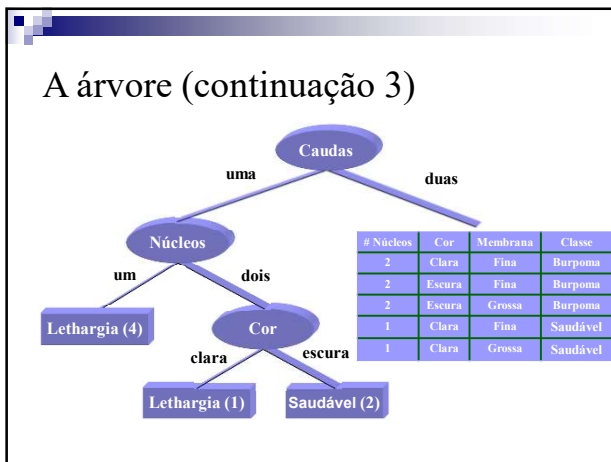 A árvore (continuação 3)
Caudas
uma
duas
Núcleos
um
dois
# Núcleos Cor Membrana Classe
2 Clara Fina Burpoma
2 Escura Fina Burpoma
2 Escura Grossa Burpoma
1 Clara Fina Saudável
1 Clara Grossa Saudável
Lethargia (4)
Cor
clara
escura
Lethargia (1)
Saudável (2)